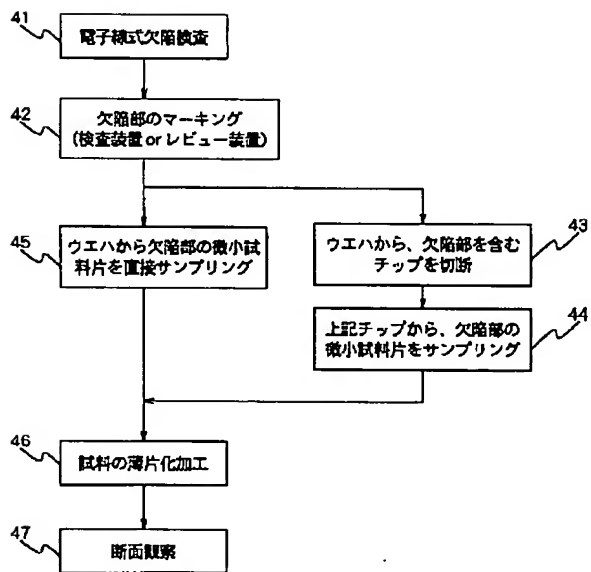 41
電子線式欠陥検査
42
欠陥部のマーキング
(検査装置orレビュー装置)
45
ウエハから欠陥部の微小試
料片を直接サンプリング
43
ウエハから、欠陥部を含む
チップを切断
44
上記チップから、欠陥部の
微小試料片をサンプリング
46
試料の薄片化加工
47
断面観察